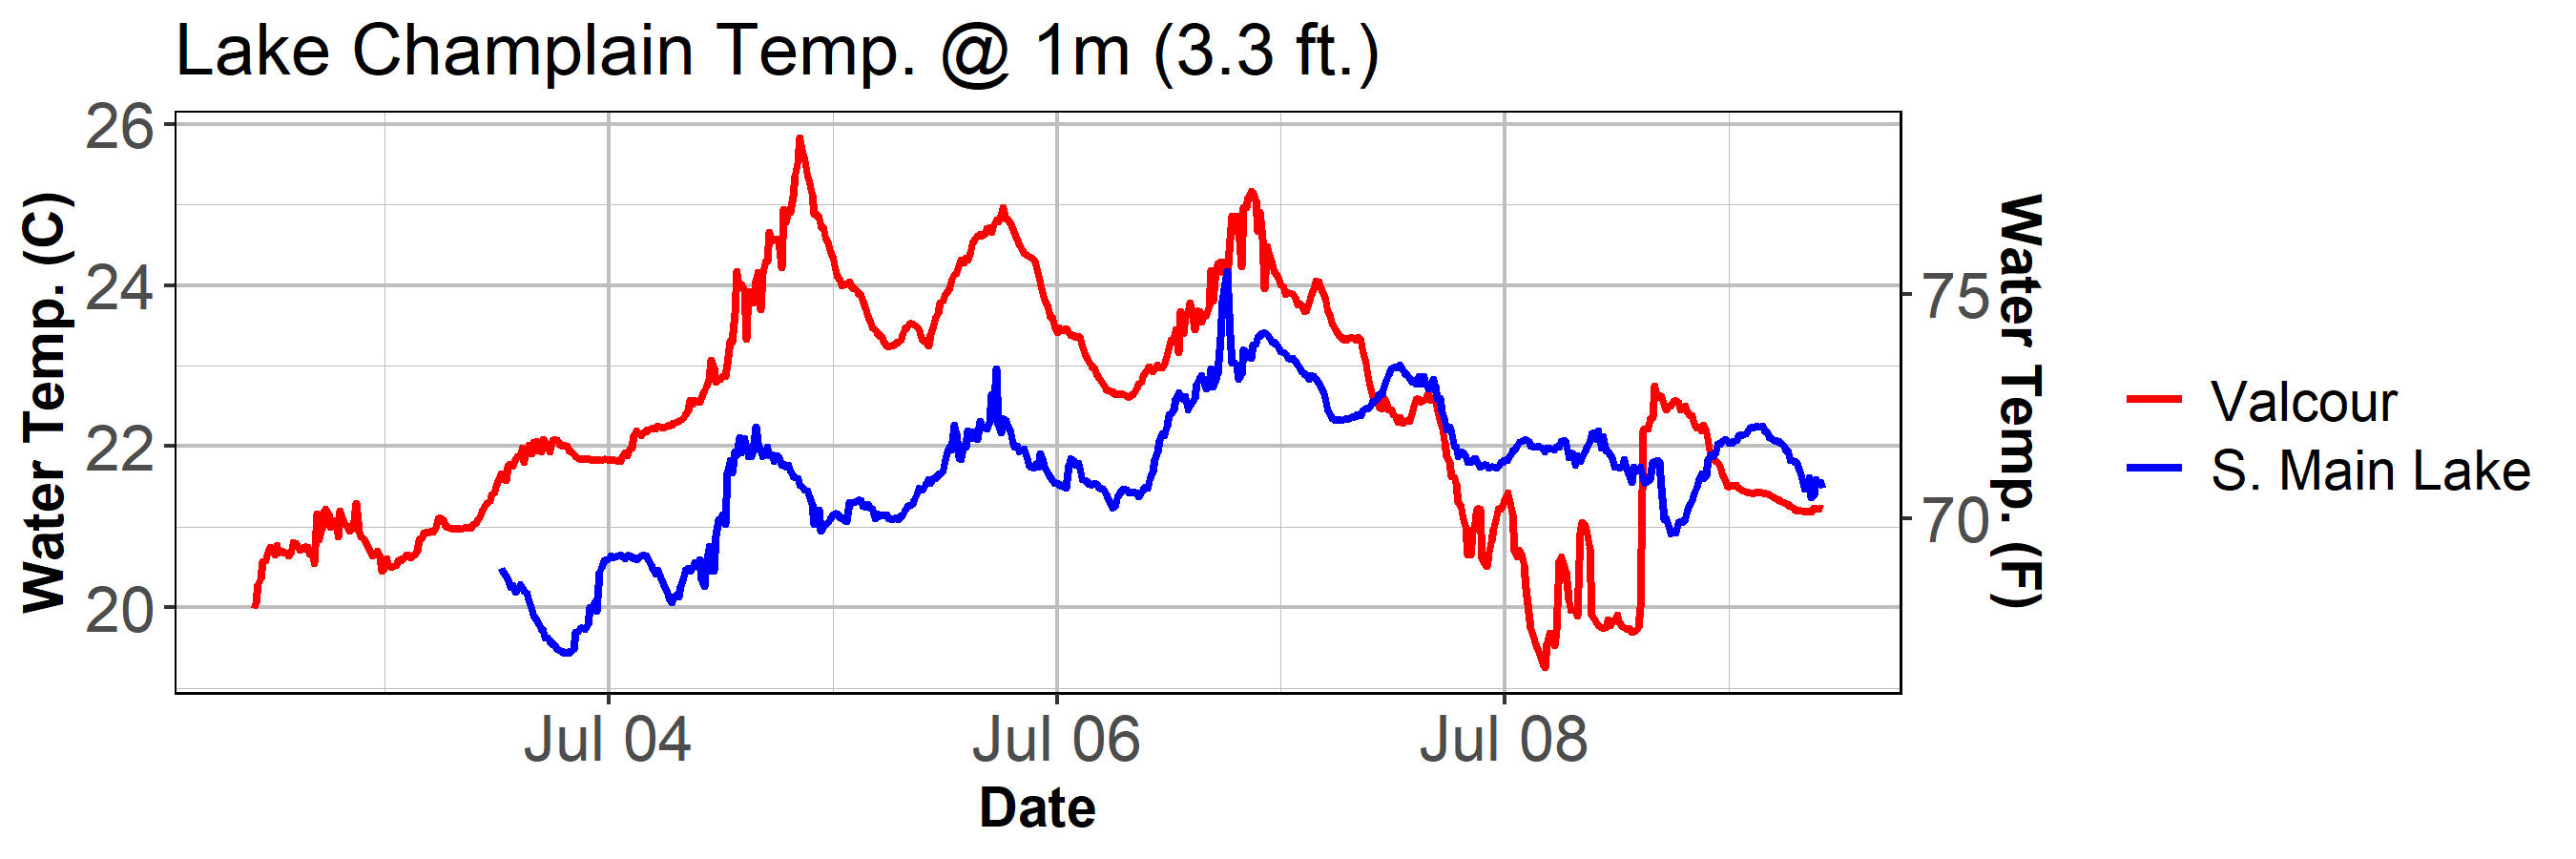 Lake Champlain Temp. @ 1m (3.3 ft.)
Water Temp. (C)
26
24
22
20
75
70
Water Temp. (F)
Jul 04
Jul 06
Jul 08
Date
Valcour
S. Main Lake